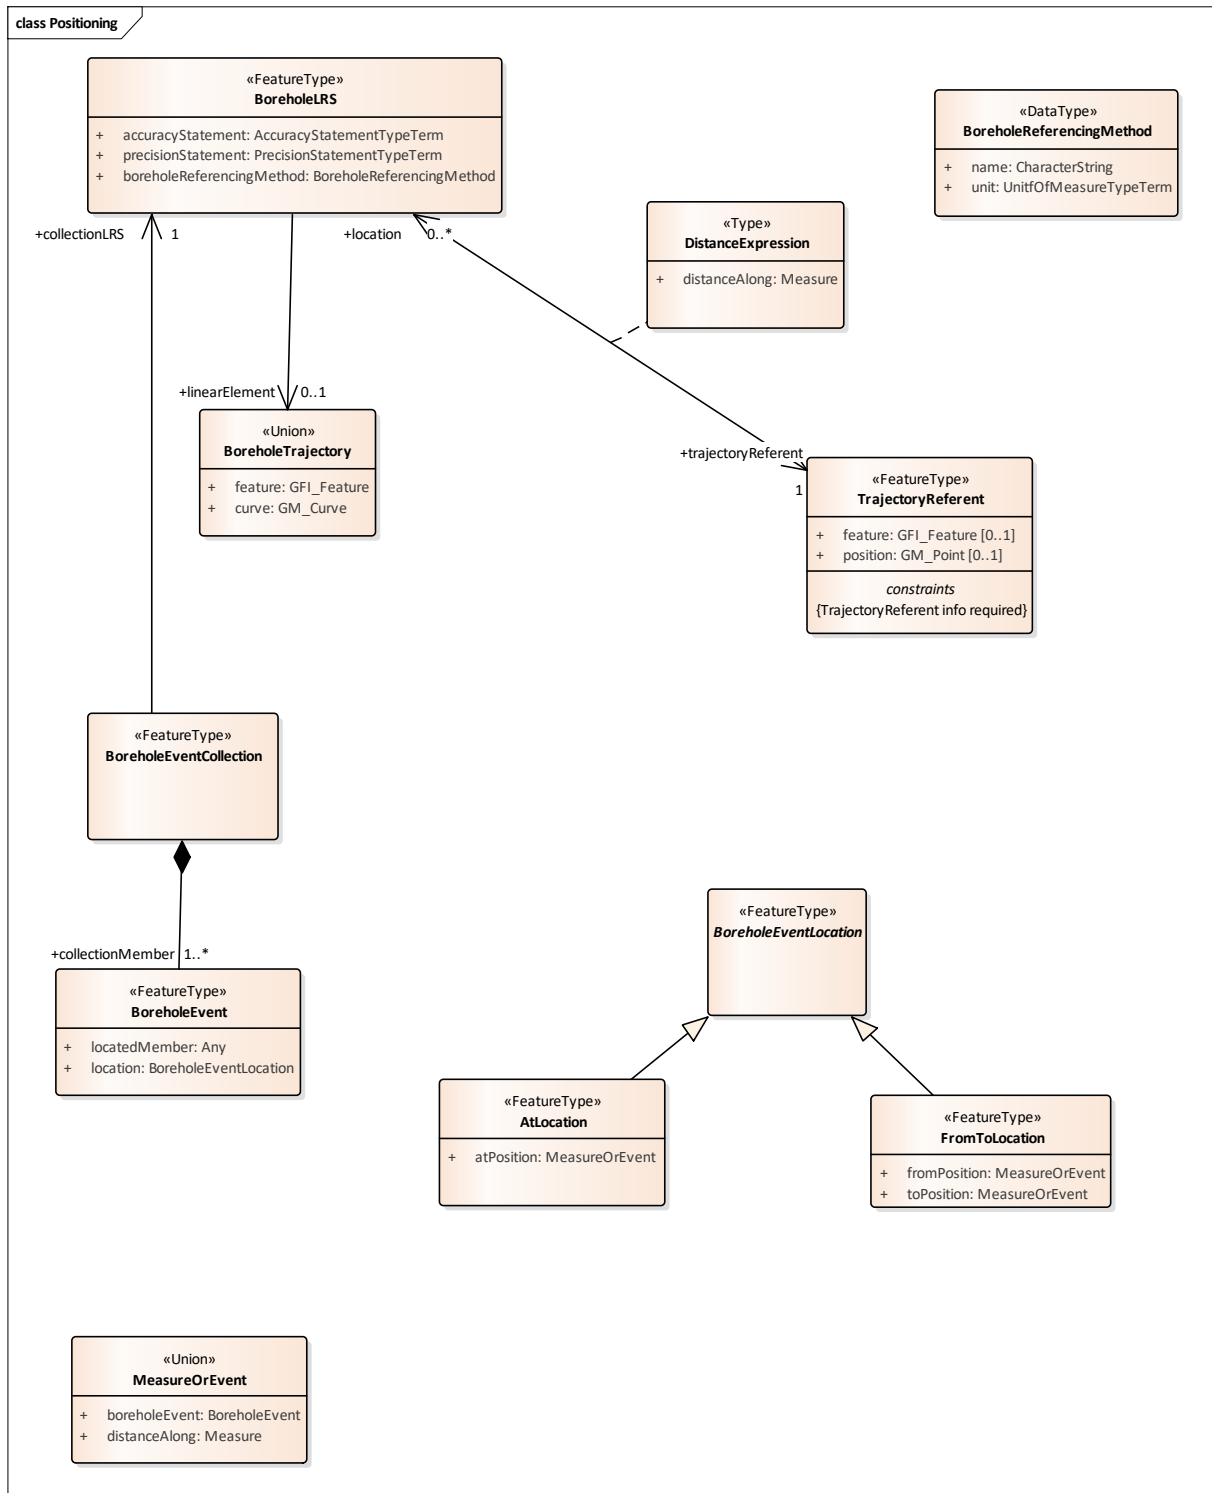 class Positioning
«FeatureType»
BoreholeLRS
+ accuracyStatement: AccuracyStatementTypeTerm
+ precisionStatement: PrecisionStatementTypeTerm
+ boreholeReferencingMethod: BoreholeReferencingMethod
«DataType»
BoreholeReferencingMethod
+ name: CharacterString
+ unit: UnitfOfMeasureTypeTerm
+collectionLRS 1
+location 0..*
«Type»
DistanceExpression
+ distanceAlong: Measure
+linearElement 0..1
«Union»
BoreholeTrajectory
+ feature: GFI_Feature
+ curve: GM_Curve
+trajectoryReferent
1
«FeatureType»
TrajectoryReferent
+ feature: GFI_Feature [0..1]
+ position: GM_Point [0..1]
constraints
{TrajectoryReferent info required}
«FeatureType»
BoreholeEventCollection
+collectionMember 1..*
«FeatureType»
BoreholeEvent
+ locatedMember: Any
+ location: BoreholeEventLocation
«FeatureType»
BoreholeEventLocation
«FeatureType»
AtLocation
+ atPosition: MeasureOrEvent
«FeatureType»
FromToLocation
+ fromPosition: MeasureOrEvent
+ toPosition: MeasureOrEvent
«Union»
MeasureOrEvent
+ boreholeEvent: BoreholeEvent
+ distanceAlong: Measure